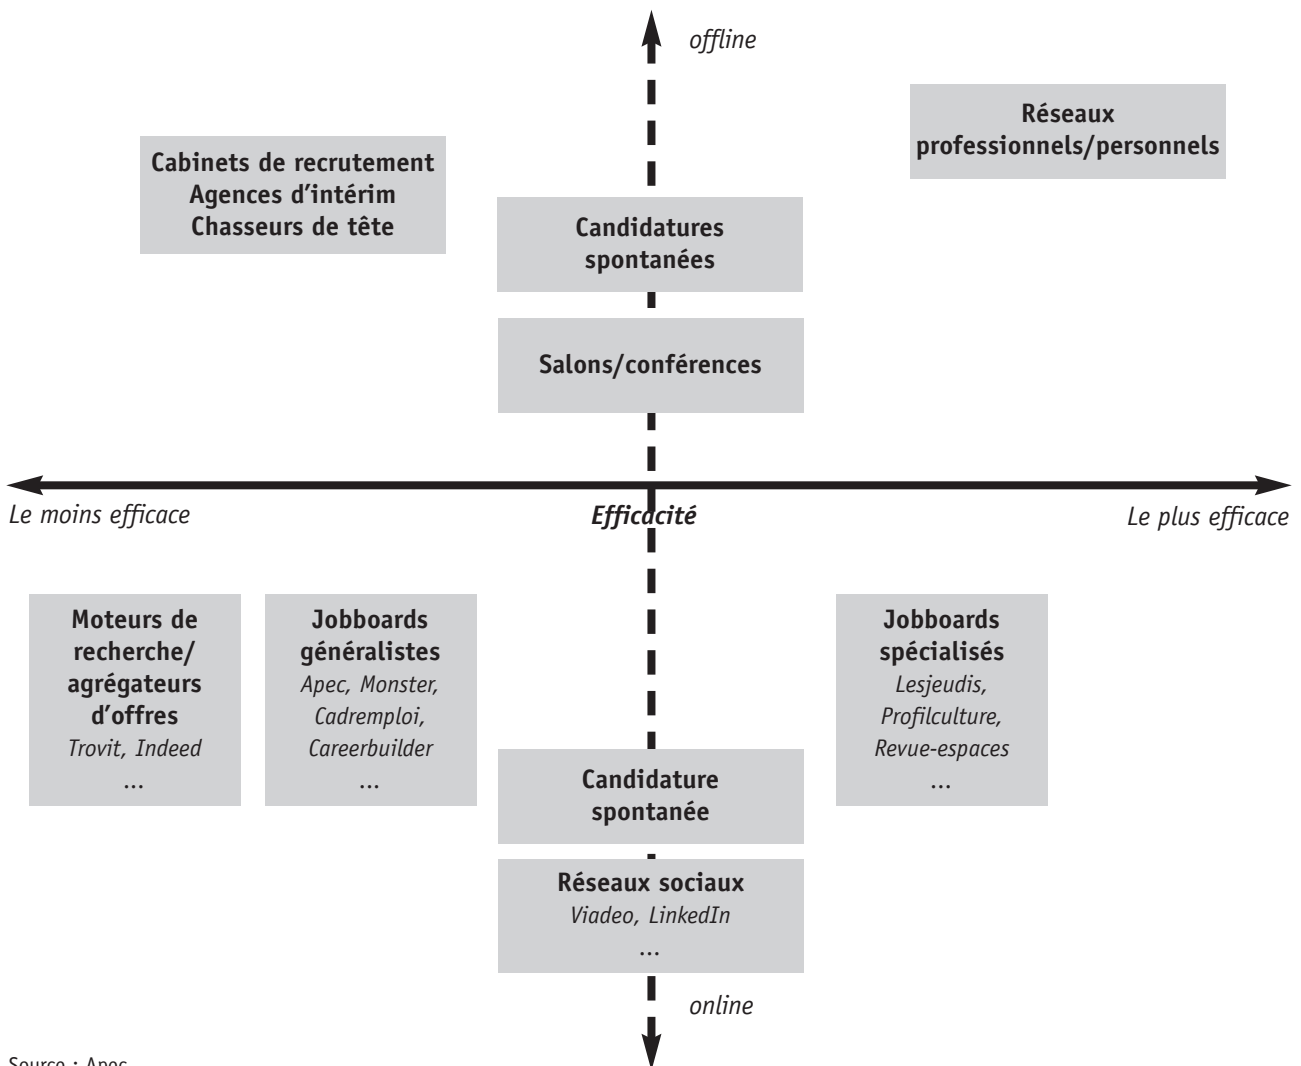 offline
Réseaux
professionnels/personnels
Cabinets de recrutement
Agences d'intérim
Chasseurs de tête
Candidatures
spontanées
Salons/conférences
Le moins efficace
Efficacité
Le plus efficace
Moteurs de
recherche/
agrégateurs
d'offres
Trovit, Indeed
...
Jobboards
généralistes
Apec, Monster,
Cadremploi,
Careerbuilder
...
Jobboards
spécialisés
Lesjeudis,
Profilculture,
Revue-espaces
...
Candidature
spontanée
Réseaux sociaux
Viadeo, LinkedIn
...
online
Source : Apec